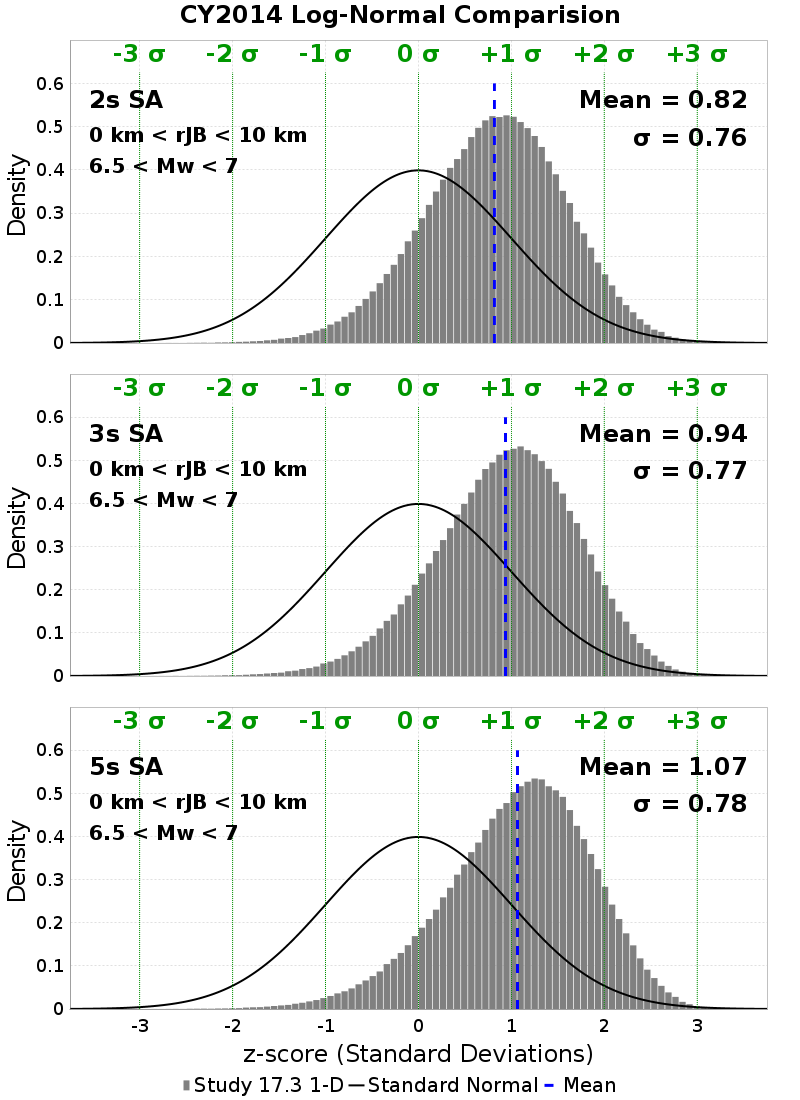 CY2014 Log-Normal Comparision
-3 σ -2 σ -1 σ 0 σ +1 σ +2 σ +3 σ
0.6
0.5
0.4
0.3
0.2
0.1
0
Density
2s SA
0 km < rJB < 10 km
6.5 < Mw < 7
Mean = 0.82
σ = 0.76
-3 σ -2 σ -1 σ 0 σ +1 σ +2 σ +3 σ
0.6
0.5
0.4
0.3
0.2
0.1
0
Density
3s SA
0 km < rJB < 10 km
6.5 < Mw < 7
Mean = 0.94
σ = 0.77
-3 σ -2 σ -1 σ 0 σ +1 σ +2 σ +3 σ
0.6
0.5
0.4
0.3
0.2
0.1
0
Density
5s SA
0 km < rJB < 10 km
6.5 < Mw < 7
Mean = 1.07
σ = 0.78
-3 -2 -1 0 1 2 3
z-score (Standard Deviations)
Study 17.3 1-D Standard Normal Mean